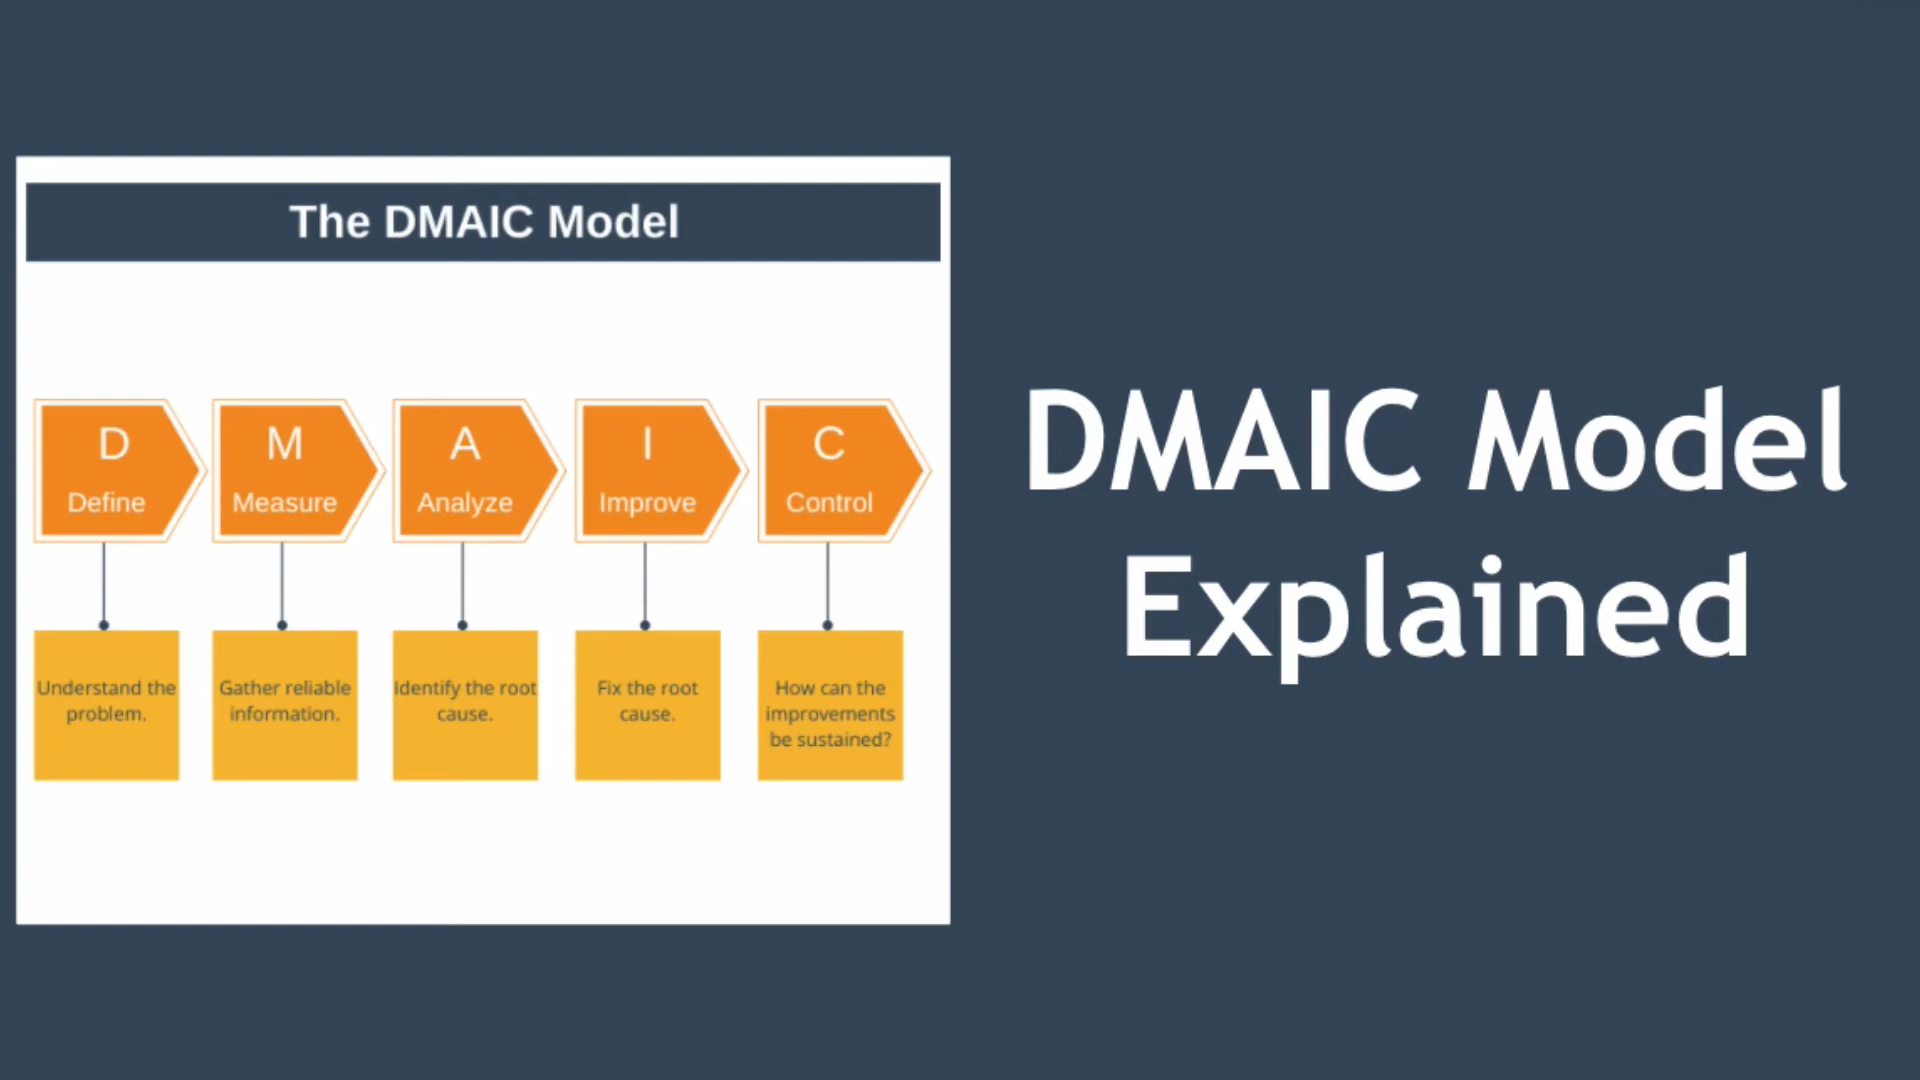 The DMAIC Model
D
Define
M
Measure
A
Analyze
I
Improve
C
Control
Understand the
problem.
Gather reliable
information.
Identify the root
cause.
Fix the root
cause.
How can the
improvements
be sustained?
DMAIC Model
Explained